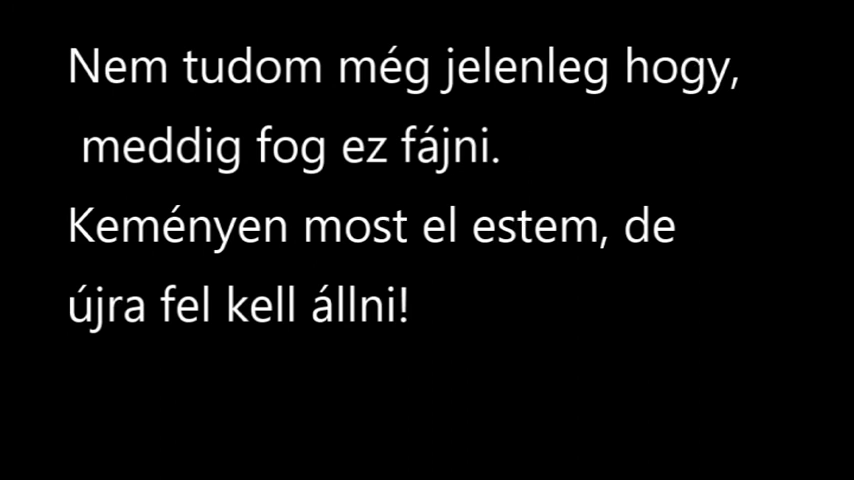 Nem tudom még jelenleg hogy,
meddig fog ez fájni.
Keményen most el estem, de
újra fel kell állni!